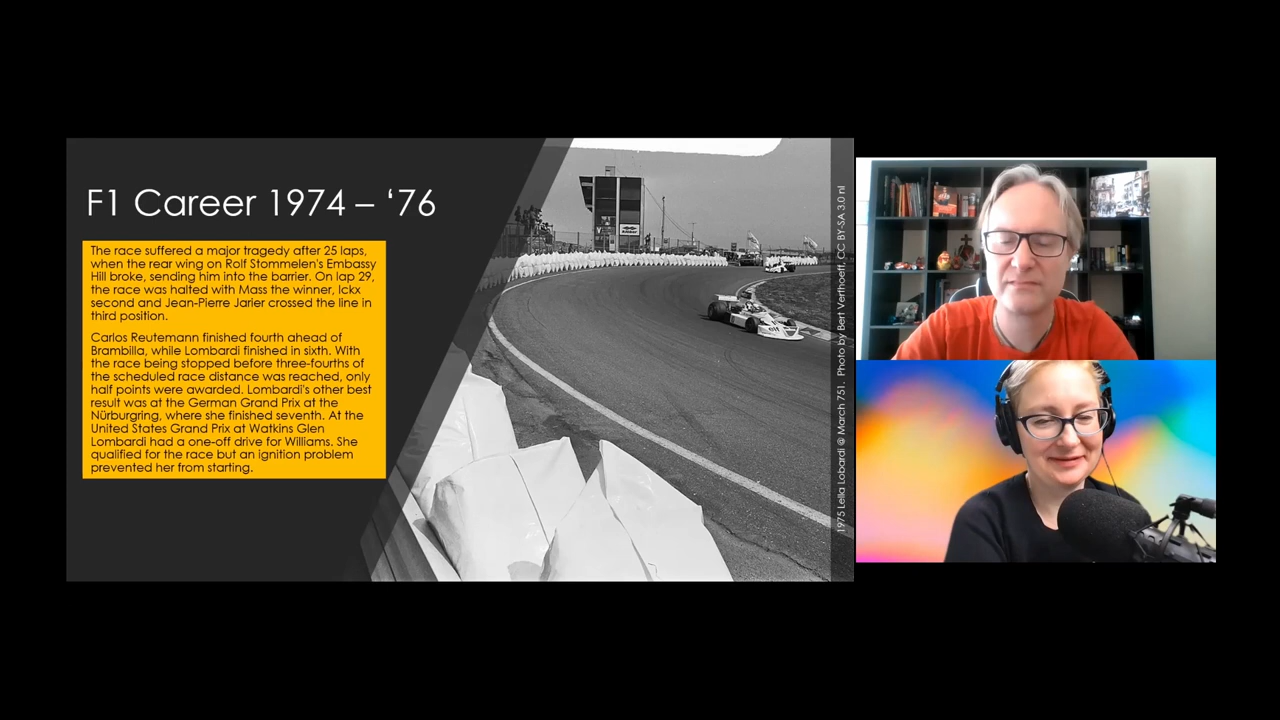 F1 Career 1974 – ‘76
The race suffered a major tragedy after 25 laps,
when the rear wing on Rolf Stommelen's Embassy
Hill broke, sending him into the barrier. On lap 29,
the race was halted with Mass the winner, Ickx
second and Jean-Pierre Jarier crossed the line in
third position.
Carlos Reutemann finished fourth ahead of
Brambilla, while Lombardi finished in sixth. With
the race being stopped before three-fourths of
the scheduled race distance was reached, only
half points were awarded. Lombardi's other best
result was at the German Grand Prix at the
Nürburgring, where she finished seventh. At the
United States Grand Prix at Watkins Glen
Lombardi had a one-off drive for Williams. She
qualified for the race but an ignition problem
prevented her from starting.
elf
1975 Lella Lobardi @ March 751. Photo by Bert Verhoeff, CC BY-SA 3.0 nl